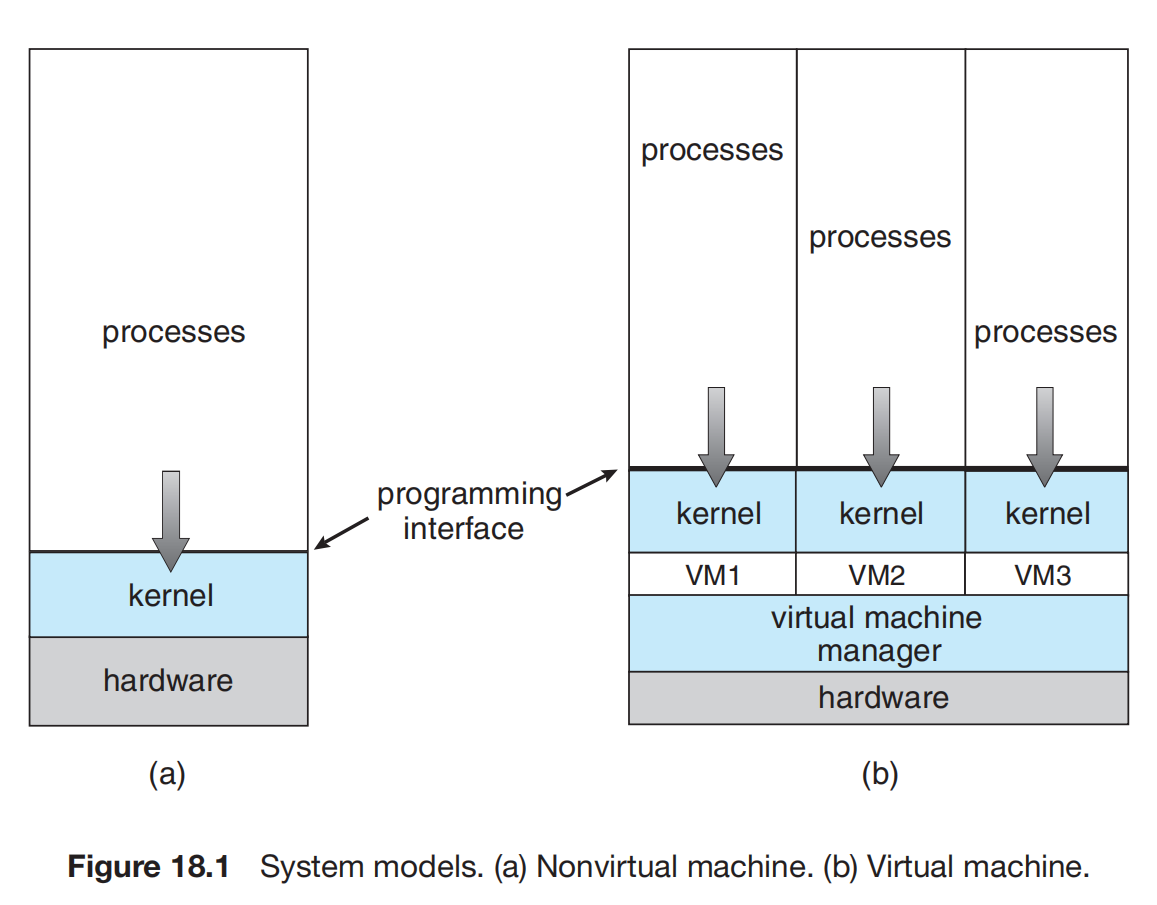 processes
kernel
hardware
(a)
programming
interface
processes
processes
processes
kernel
kernel
kernel
VM1
VM2
VM3
virtual machine
manager
hardware
(b)
Figure 18.1 System models. (a) Nonvirtual machine. (b) Virtual machine.